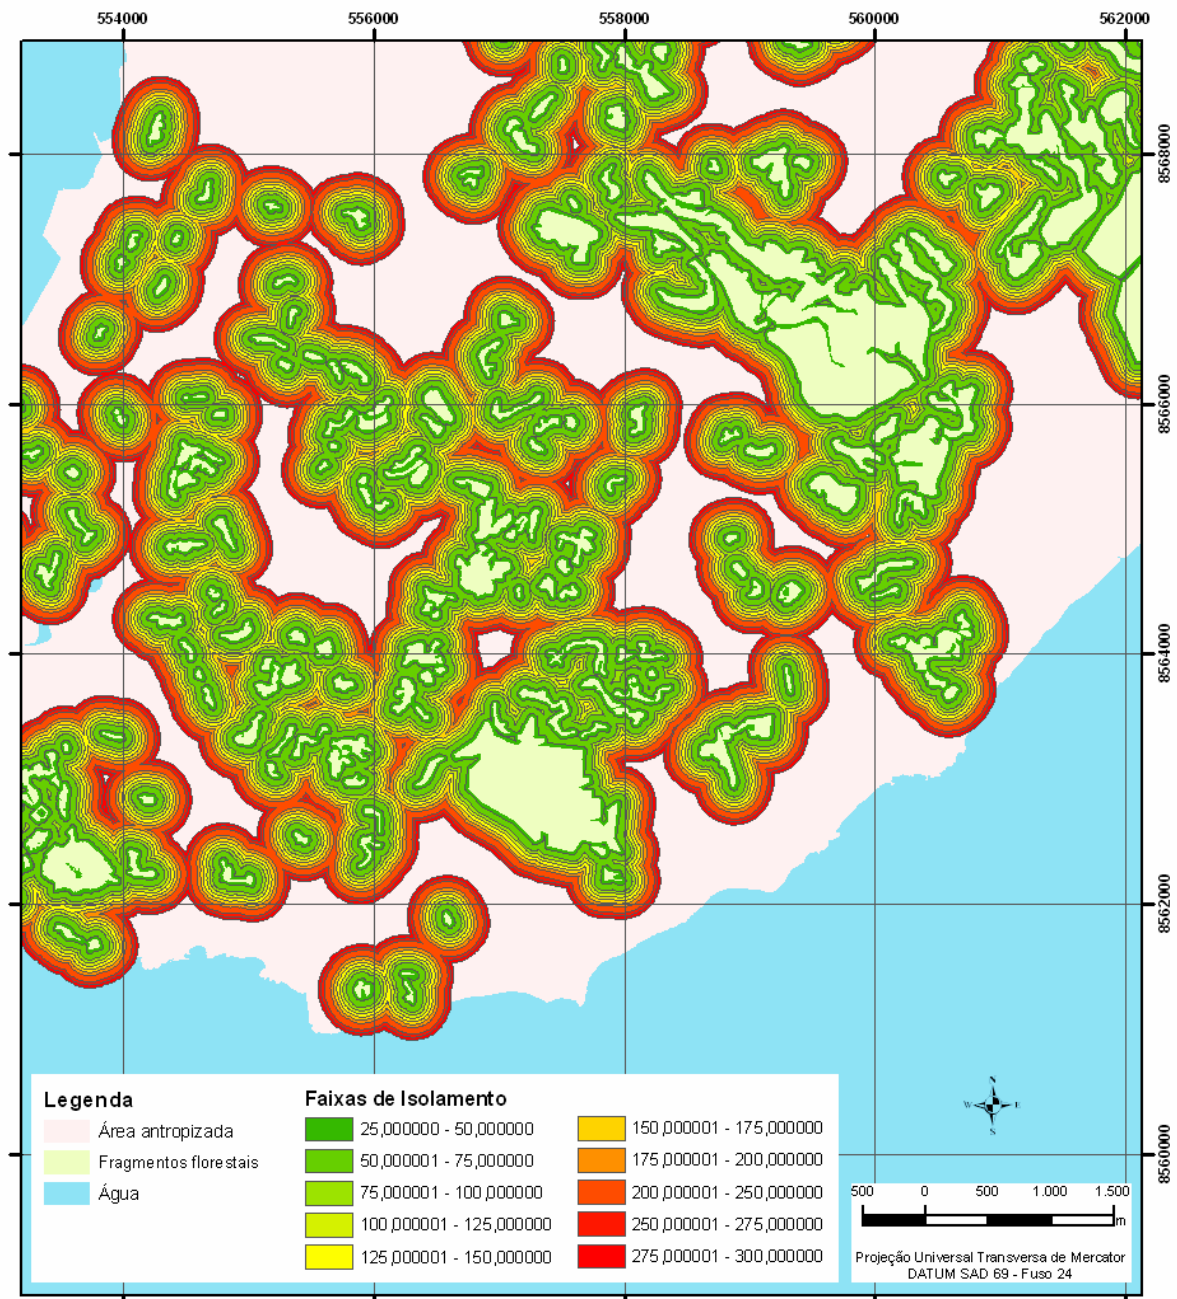 554000 556000 558000 560000 562000
8568000
8566000
8564000
8562000
8560000
Legenda
Área antropizada
Fragmentos florestais
Água
Faixas de Isolamento
25,000000 - 50,000000
50,000001 - 75,000000
75,000001 - 100,000000
100,000001 - 125,000000
125,000001 - 150,000000
150,000001 - 175,000000
175,000001 - 200,000000
200,000001 - 250,000000
250,000001 - 275,000000
275,000001 - 300,000000
N
W E
S
500 0 500 1.000 1.500
m
Projeção Universal Transversa de Mercator
DATUM SAD 69 - Fuso 24